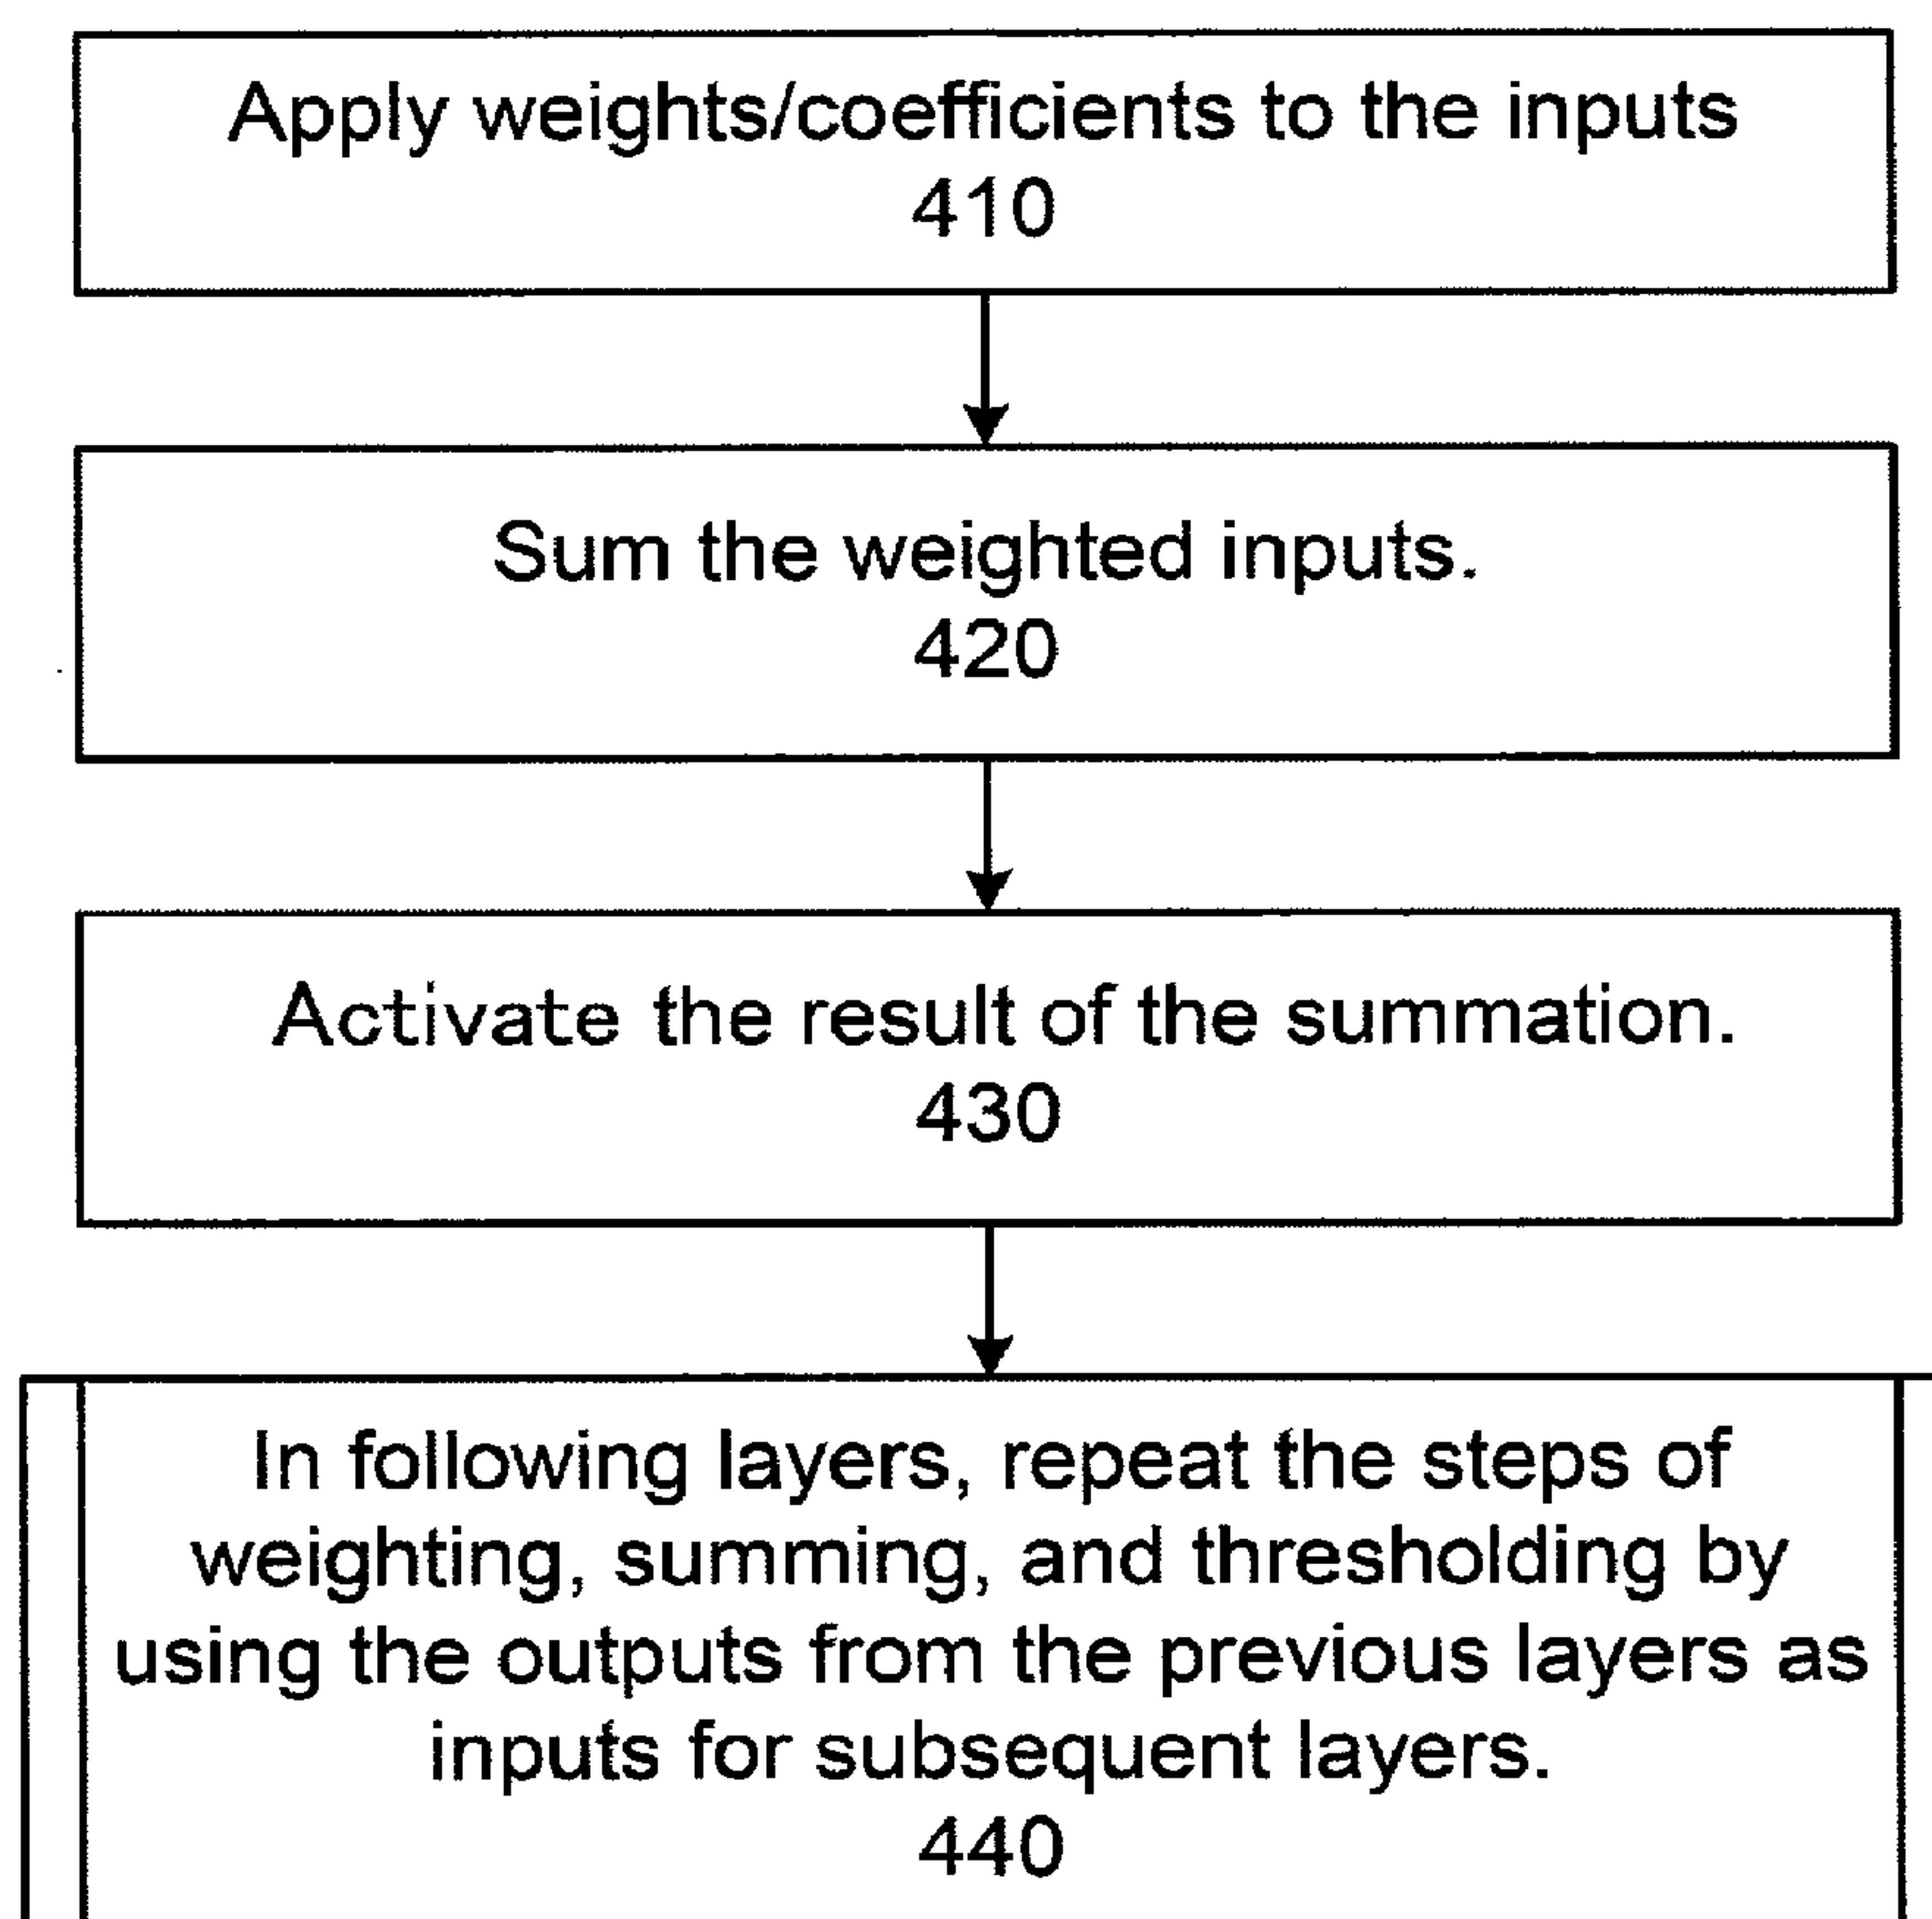 Apply weights/coefficients to the inputs
410
Sum the weighted inputs.
420
Activate the result of the summation.
430
In following layers, repeat the steps of
weighting, summing, and thresholding by
using the outputs from the previous layers as
inputs for subsequent layers.
440